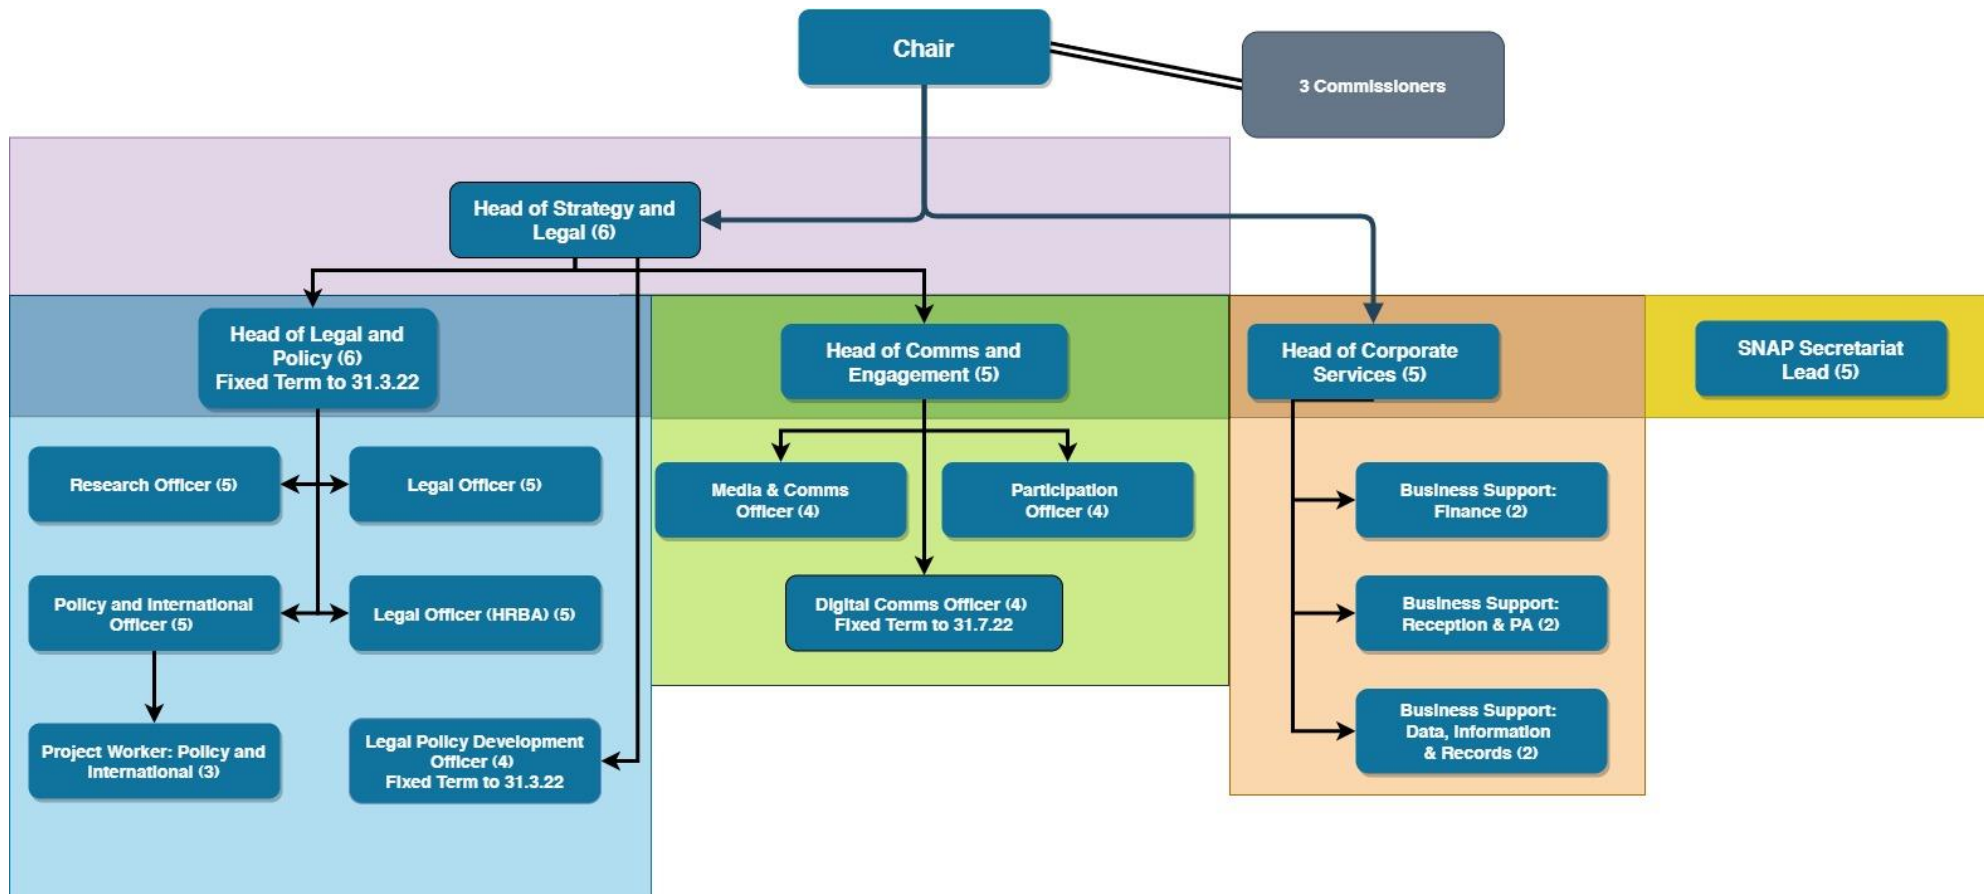 Chair
3 Commissioners
Head of Strategy and
Legal (6)
Head of Legal and
Policy (6)
Fixed Term to 31.3.22
Head of Comms and
Engagement (5)
Head of Corporate
Services (5)
SNAP Secretariat
Lead (5)
Research Officer (5)
Legal Officer (5)
Media & Comms
Officer (4)
Participation
Officer (4)
Business Support:
Finance (2)
Policy and International
Officer (5)
Legal Officer (HRBA) (5)
Digital Comms Officer (4)
Fixed Term to 31.7.22
Business Support:
Reception & PA (2)
Project Worker: Policy and
International (3)
Legal Policy Development
Officer (4)
Fixed Term to 31.3.22
Business Support:
Data, Information
& Records (2)